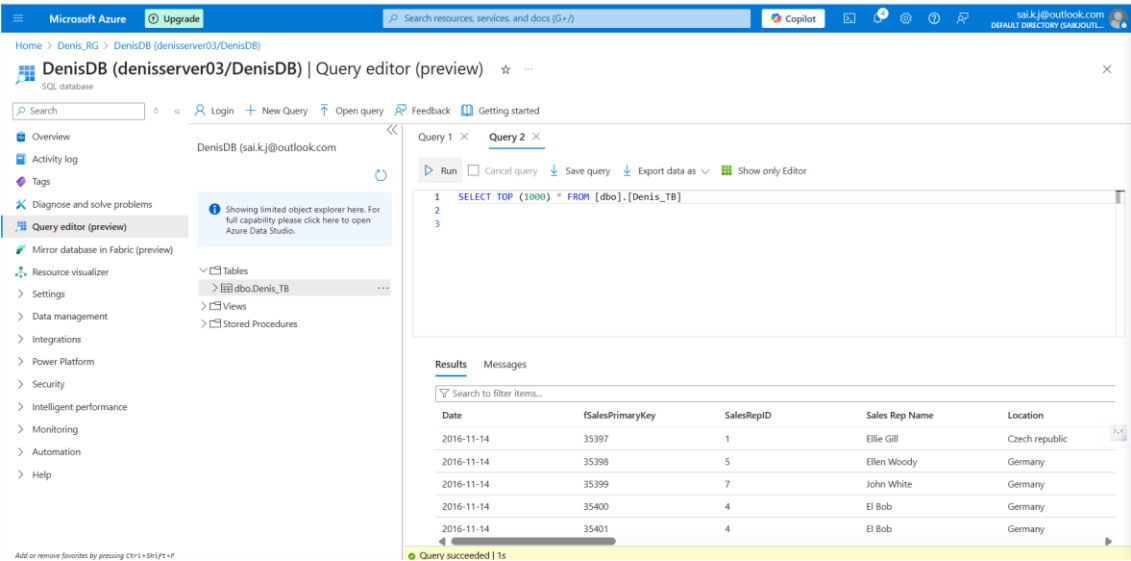 Microsoft Azure
Upgrade
Search resources, services, and docs (G+/)
Copilot
4
sai.k.j@outlook.com
DEFAULT DIRECTORY (SAIKJOUTL...
Home > Denis_RG > DenisDB (denisserver03/DenisDB)
DenisDB (denisserver03/DenisDB) | Query editor (preview)
SQL database
Search
Login
New Query
Open query
Feedback
Getting started
Overview
Activity log
Tags
Diagnose and solve problems
Query editor (preview)
Mirror database in Fabric (preview)
Resource visualizer
Settings
Data management
Integrations
Power Platform
Security
Intelligent performance
Monitoring
Automation
Help
Add or remove favorites by pressing Ctrl+Shift+F
DenisDB (sai.k.j@outlook.com
Showing limited object explorer here. For
full capability please click here to open
Azure Data Studio.
Tables
dbo.Denis_TB
Views
Stored Procedures
Query 1
Query 2
Run
Cancel query
Save query
Export data as
Show only Editor
1 SELECT TOP (1000) * FROM [dbo].[Denis_TB]
2
3
Results Messages
Search to filter items...
Date fSalesPrimaryKey SalesRepID Sales Rep Name Location
2016-11-14 35397 1 Ellie Gill Czech republic
2016-11-14 35398 5 Ellen Woody Germany
2016-11-14 35399 7 John White Germany
2016-11-14 35400 4 El Bob Germany
2016-11-14 35401 4 El Bob Germany
Query succeeded | 1s